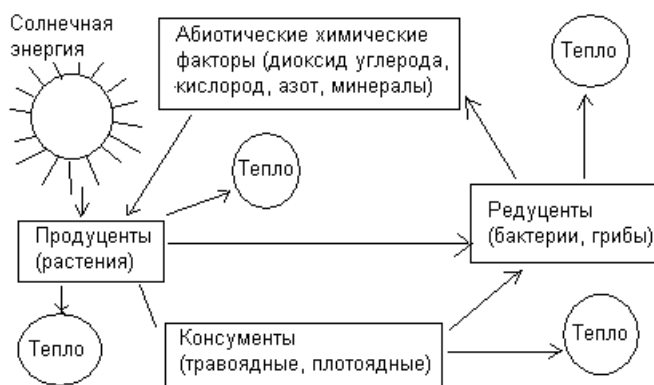 Солнечная
энергия
Абиотические химические
факторы (диоксид углерода,
кислород, азот, минералы)
Тепло
Тепло
Продуценты
(растения)
Редуценты
(бактерии, грибы)
Тепло
Консументы
(травоядные, плотоядные)
Тепло